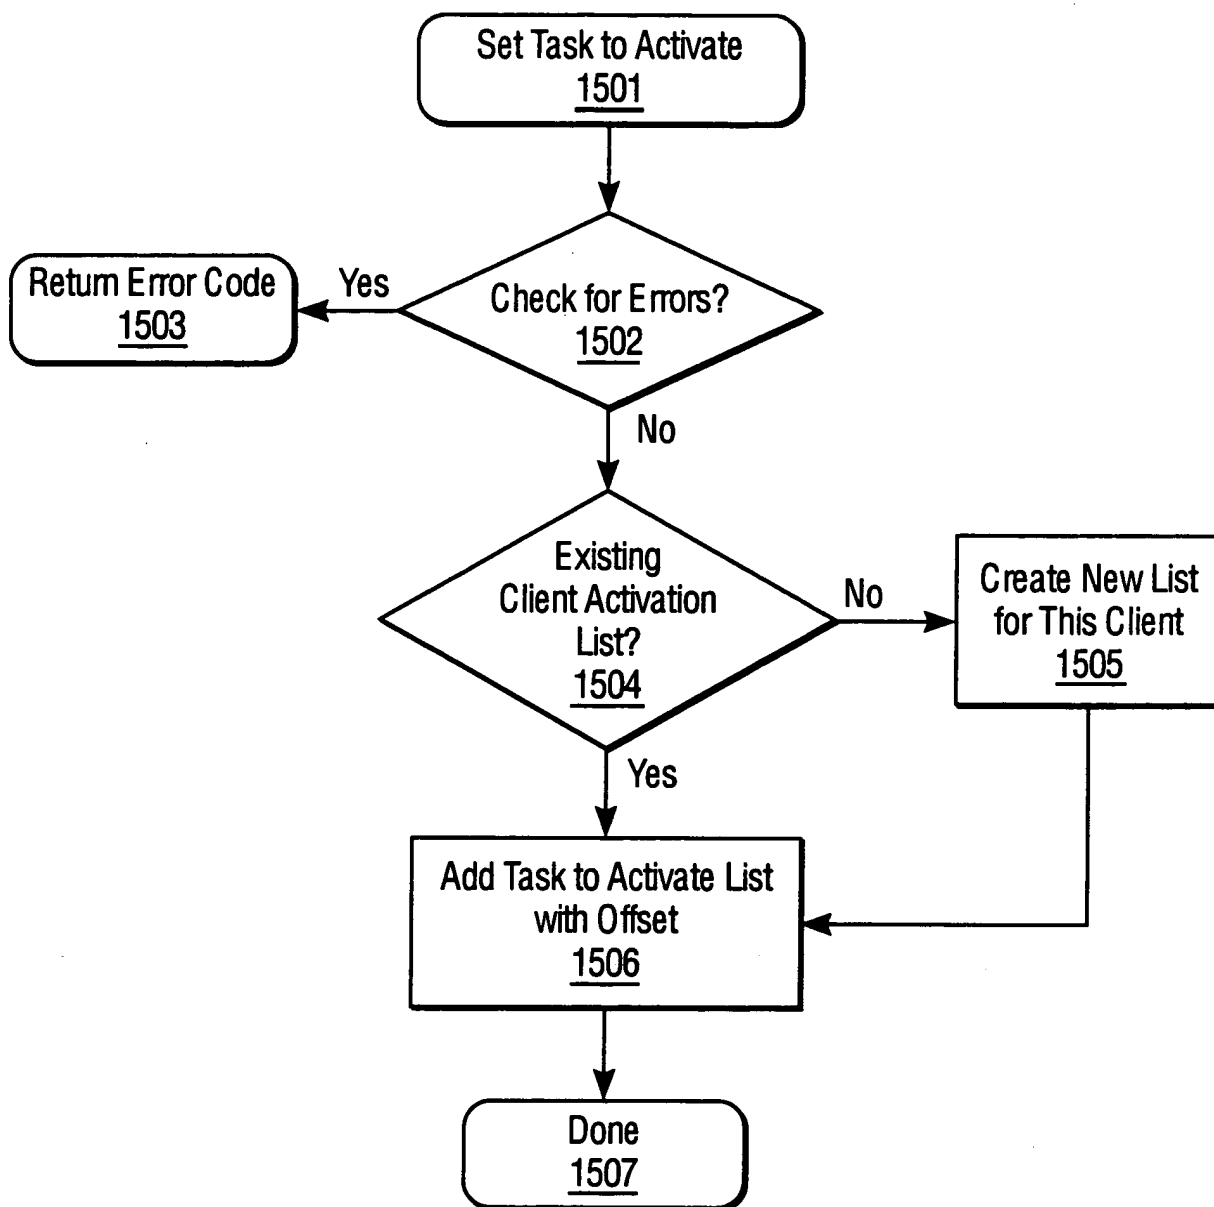 Set Task to Activate
1501
Return Error Code
1503
Yes
Check for Errors?
1502
No
Existing
Client Activation
List?
1504
No
Create New List
for This Client
1505
Yes
Add Task to Activate List
with Offset
1506
Done
1507